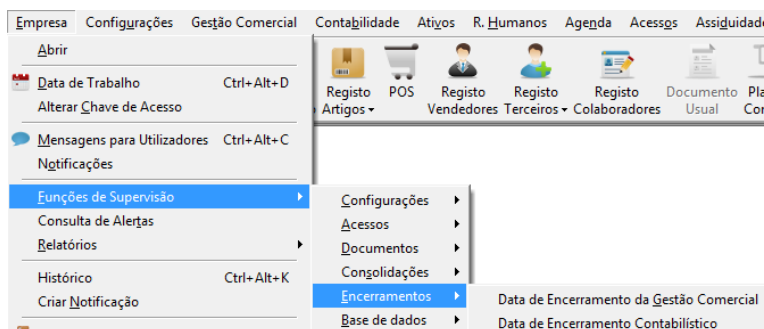 Empresa Configurações Gestão Comercial Contabilidade Ativos R. Humanos Agenda Acessos Assiduidade
Abrir
Data de Trabalho Ctrl+Alt+D
Alterar Chave de Acesso
Mensagens para Utilizadores Ctrl+Alt+C
Notificações
Funções de Supervisão
Consulta de Alertas
Relatórios
Histórico Ctrl+Alt+K
Criar Notificação
Registo Artigos
POS
Registo Vendedores
Registo Terceiros
Registo Colaboradores
Documento Usual
Configurações
Acessos
Documentos
Consolidações
Encerramentos
Base de dados
Data de Encerramento da Gestão Comercial
Data de Encerramento Contabilístico